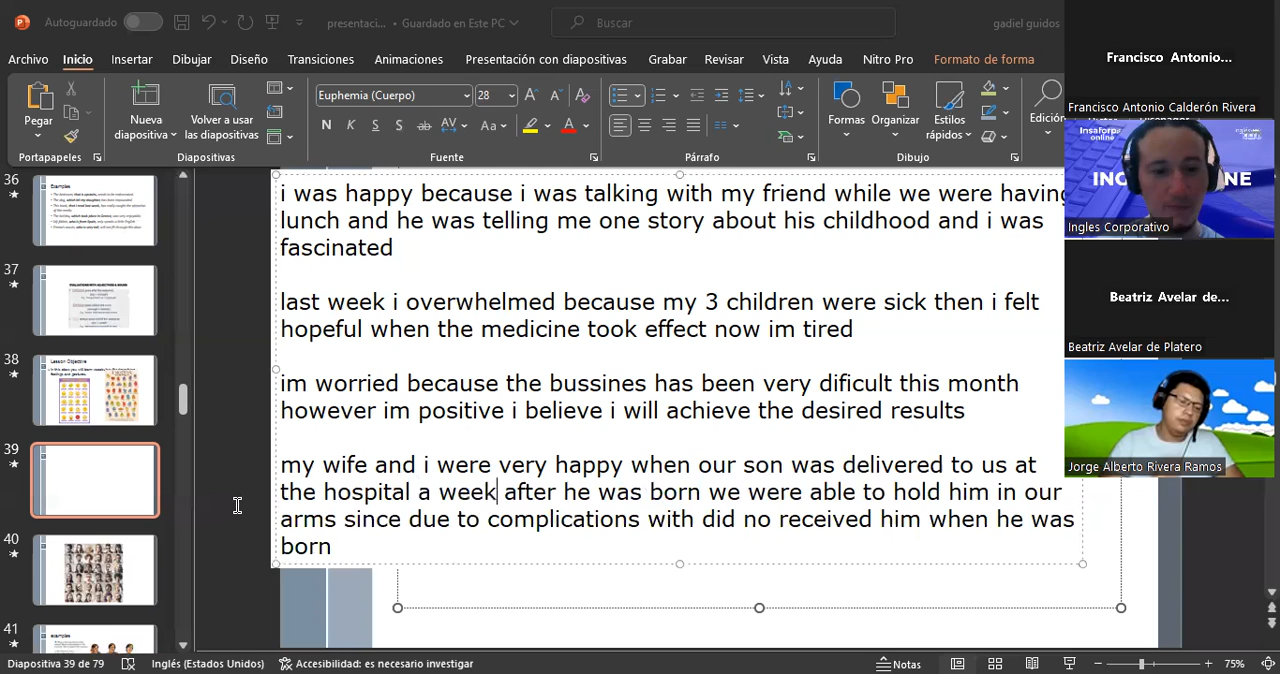 Autoguardado
presentaci... • Guardado en Este PC
Buscar
gadiel guidos
Archivo Inicio Insertar Dibujar Diseño Transiciones Animaciones Presentación con diapositivas Grabar Revisar Vista Ayuda Nitro Pro Formato de forma
Pegar
Nueva diapositiva
Volver a usar las diapositivas
Euphemia (Cuerpo) 28
N K S S ab AV Aa A
Formas Organizar Estilos rápidos Edición
Portapapeles Diapositivas Fuente Párrafo Dibujo
36
Examples
37
38
Lesson Objective
39
40
41
examples
i was happy because i was talking with my friend while we were having
lunch and he was telling me one story about his childhood and i was
fascinated
last week i overwhelmed because my 3 children were sick then i felt
hopeful when the medicine took effect now im tired
im worried because the bussines has been very dificult this month
however im positive i believe i will achieve the desired results
my wife and i were very happy when our son was delivered to us at
the hospital a week after he was born we were able to hold him in our
arms since due to complications with did no received him when he was
born
Francisco Antonio...
Francisco Antonio Calderón Rivera
Insaforp
online
Ingles Corporativo
Beatriz Avelar de...
Beatriz Avelar de Platero
Jorge Alberto Rivera Ramos
Diapositiva 39 de 79
Inglés (Estados Unidos)
Accesibilidad: es necesario investigar
Notas
75%